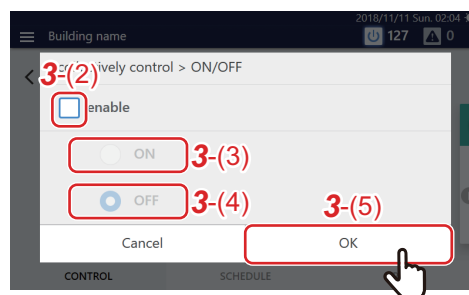 2018/11/11 Sun. 02:04
Building name
127
0
ively control > ON/OFF
3-(2)
enable
ON
3-(3)
OFF
3-(4)
3-(5)
Cancel
OK
CONTROL
SCHEDULE